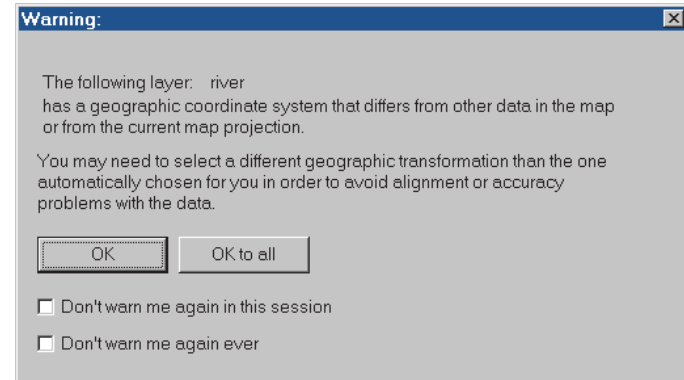 Warning:
The following layer: river
has a geographic coordinate system that differs from other data in the map
or from the current map projection.
You may need to select a different geographic transformation than the one
automatically chosen for you in order to avoid alignment or accuracy
problems with the data.
OK
OK to all
Don't warn me again in this session
Don't warn me again ever